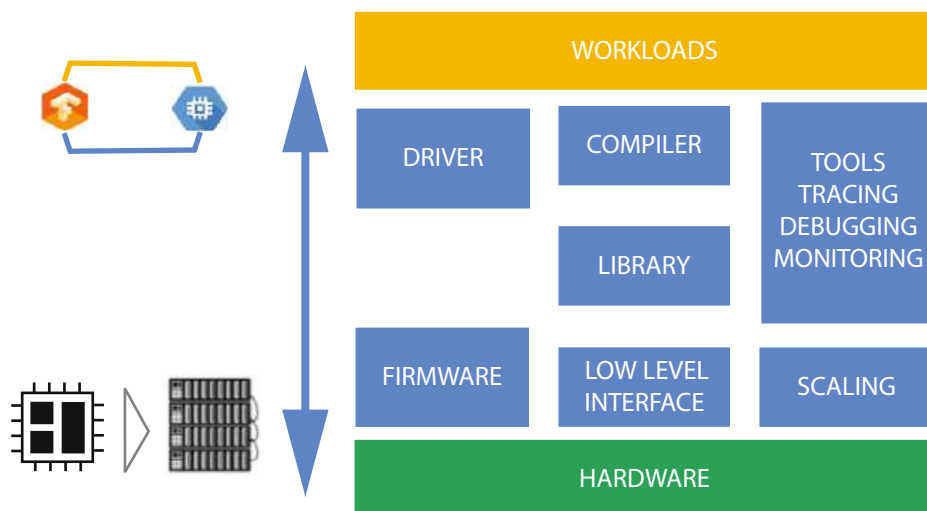 WORKLOADS
DRIVER
COMPILER
TOOLS
TRACING
DEBUGGING
MONITORING
LIBRARY
FIRMWARE
LOW LEVEL
INTERFACE
SCALING
HARDWARE